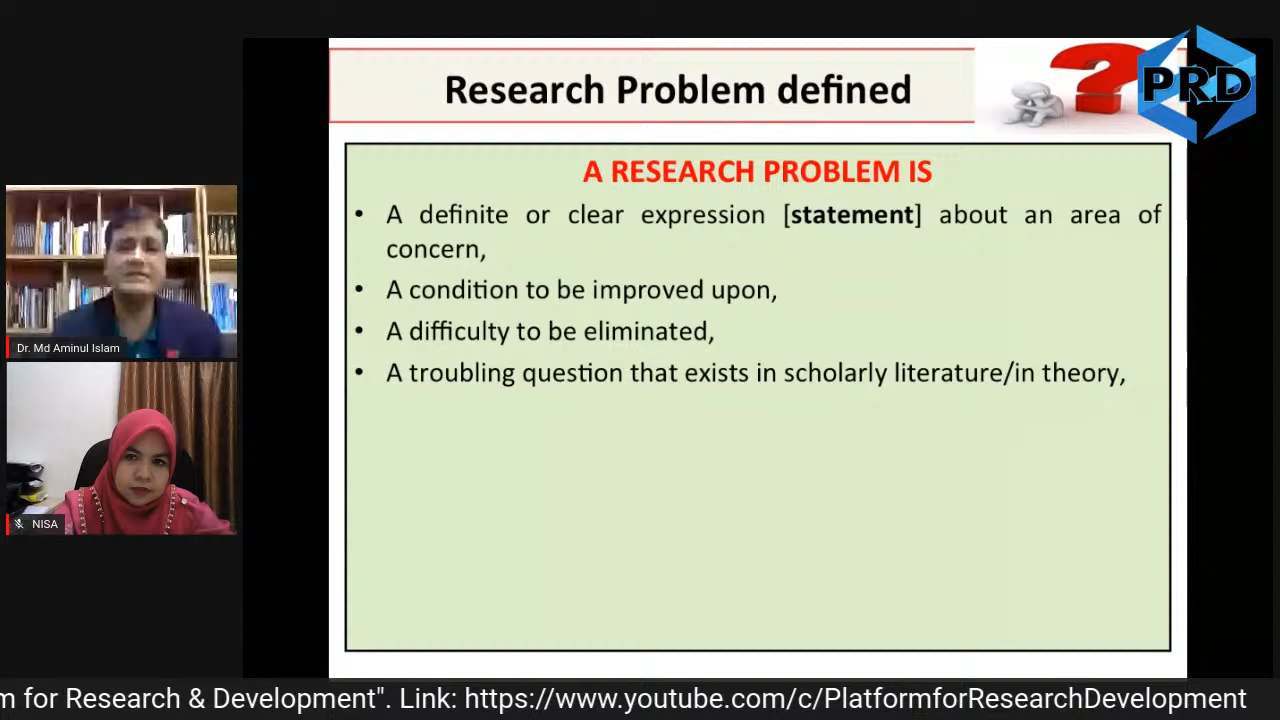 Research Problem defined
PRD
A RESEARCH PROBLEM IS
• A definite or clear expression [statement] about an area of
concern,
• A condition to be improved upon,
• A difficulty to be eliminated,
• A troubling question that exists in scholarly literature/in theory,
Dr. Md Aminul Islam
NISA
m for Research & Development". Link: https://www.youtube.com/c/PlatformforResearchDevelopment